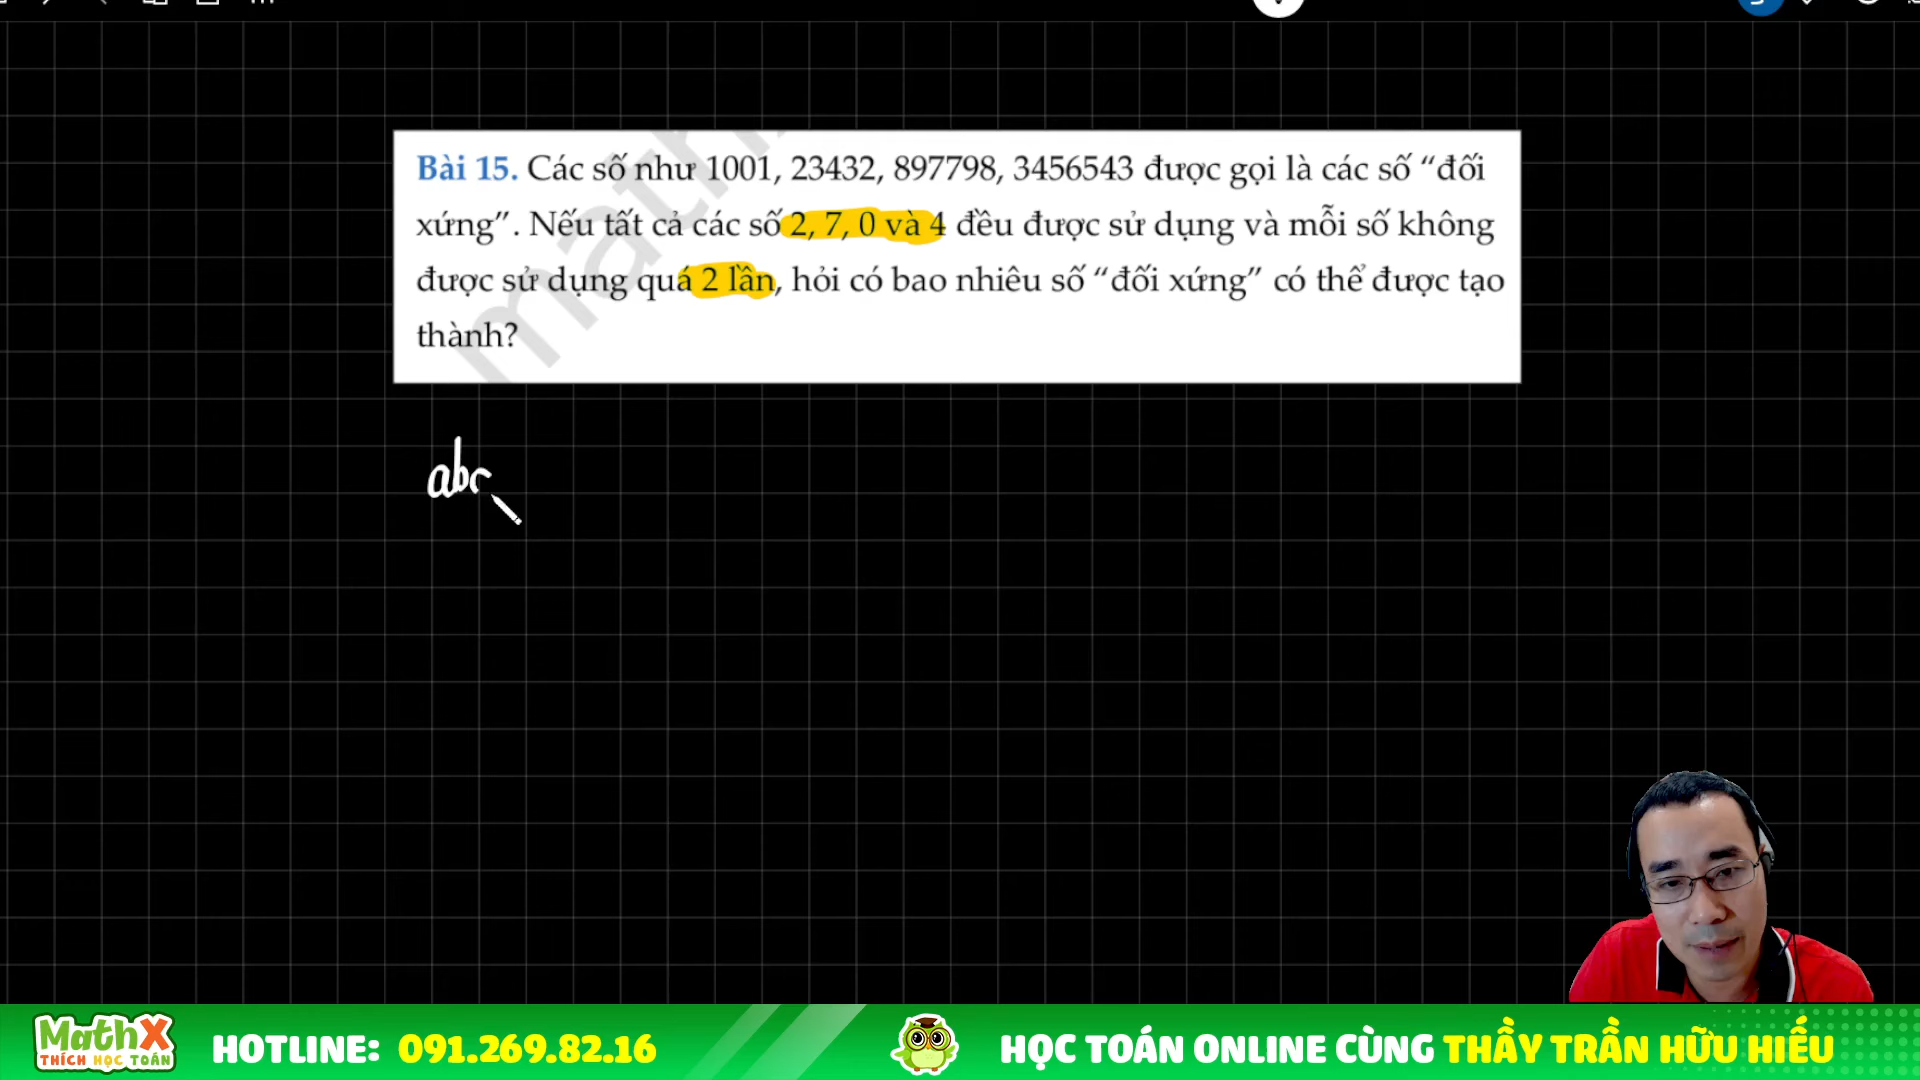 Bài 15. Các số như 1001, 23432, 897798, 3456543 được gọi là các số “đối
xứng”. Nếu tất cả các số 2, 7, 0 và 4 đều được sử dụng và mỗi số không
được sử dụng quá 2 lần, hỏi có bao nhiêu số “đối xứng” có thể được tạo
thành?
abc
MathX
THÍCH HỌC TOÁN
HOTLINE: 091.269.82.16
HỌC TOÁN ONLINE CÙNG THẦY TRẦN HỮU HIẾU